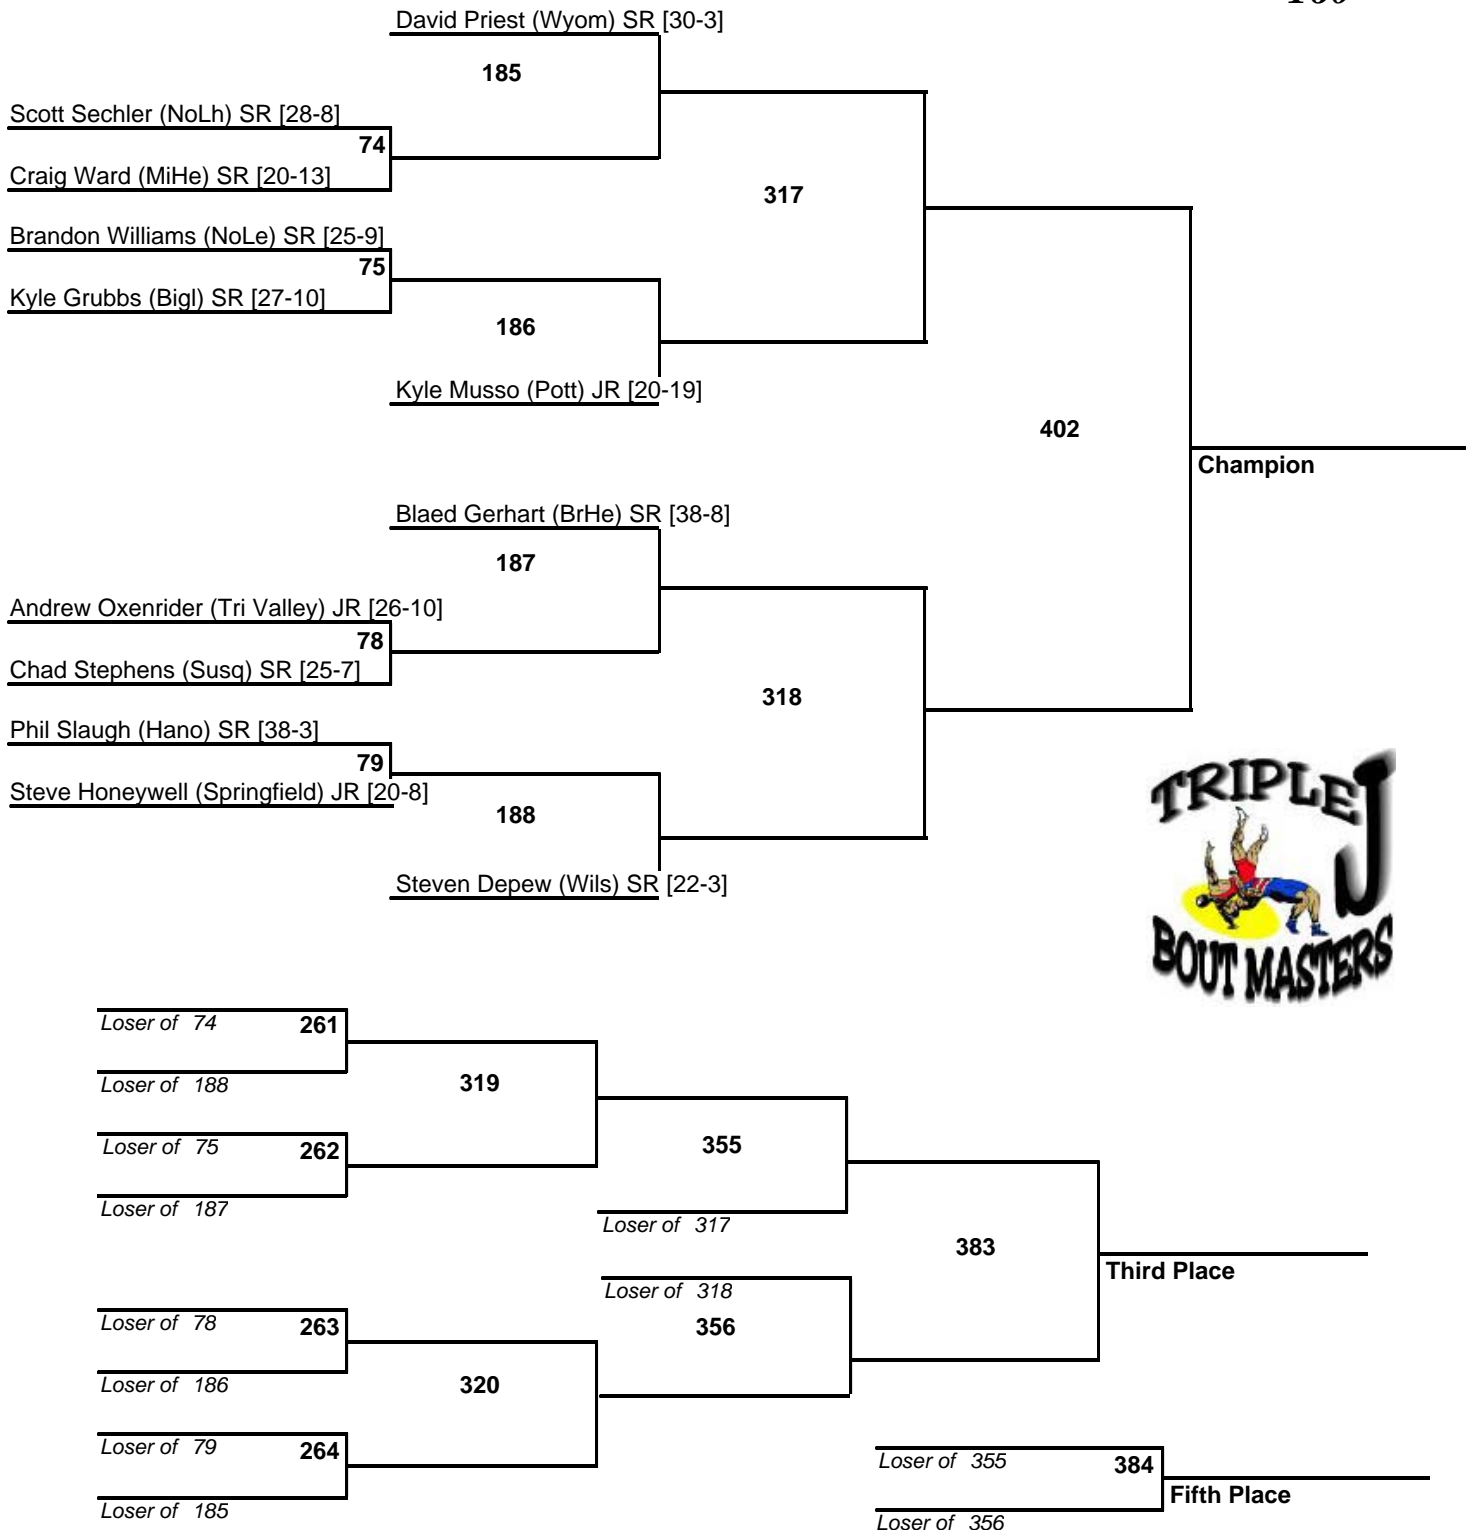 David Priest (Wyom) SR [30-3]
185
Scott Sechler (NoLh) SR [28-8]
74
Craig Ward (MiHe) SR [20-13]
317
Brandon Williams (NoLe) SR [25-9]
75
Kyle Grubbs (Bigl) SR [27-10]
186
Kyle Musso (Pott) JR [20-19]
402
Champion
Blaed Gerhart (BrHe) SR [38-8]
187
Andrew Oxenrider (Tri Valley) JR [26-10]
78
Chad Stephens (Susq) SR [25-7]
318
Phil Slaugh (Hano) SR [38-3]
79
Steve Honeywell (Springfield) JR [20-8]
188
Steven Depew (Wils) SR [22-3]
TRIPLE J
BOUT MASTERS
Loser of 74 261
Loser of 188
319
Loser of 75 262
Loser of 187
355
Loser of 317
383
Third Place
Loser of 318
356
Loser of 78 263
Loser of 186
320
Loser of 79 264
Loser of 185
Loser of 355 384
Fifth Place
Loser of 356